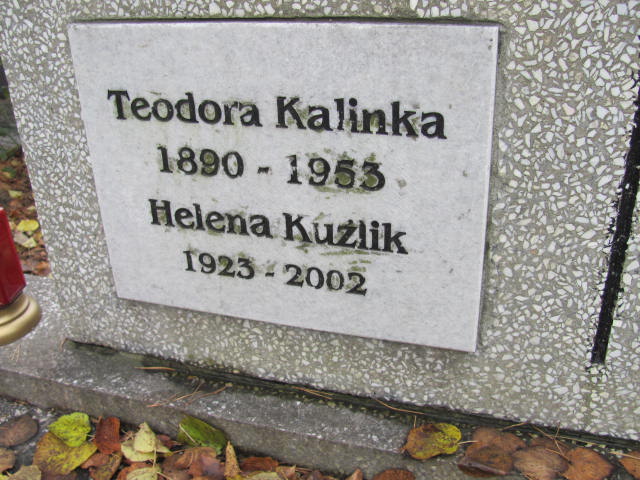 Teodora Kalinka
1890 - 1953
Helena Kuźlik
1923 - 2002